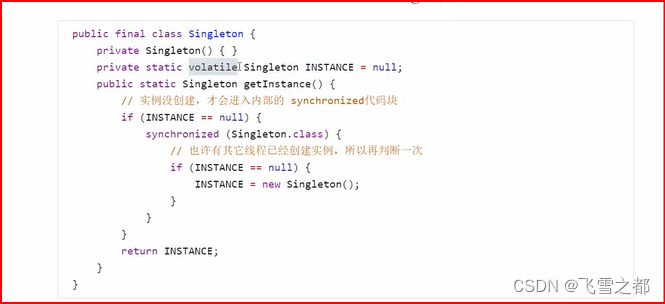 public final class Singleton {
    private Singleton() { }
    private static volatile Singleton INSTANCE = null;
    public static Singleton getInstance() {
        // 实例没创建，才会进入内部的 synchronized代码块
        if (INSTANCE == null) {
            synchronized (Singleton.class) {
                // 也许有其它线程已经创建实例，所以再判断一次
                if (INSTANCE == null) {
                    INSTANCE = new Singleton();
                }
            }
        }
        return INSTANCE;
    }
}
CSDN @飞雪之都